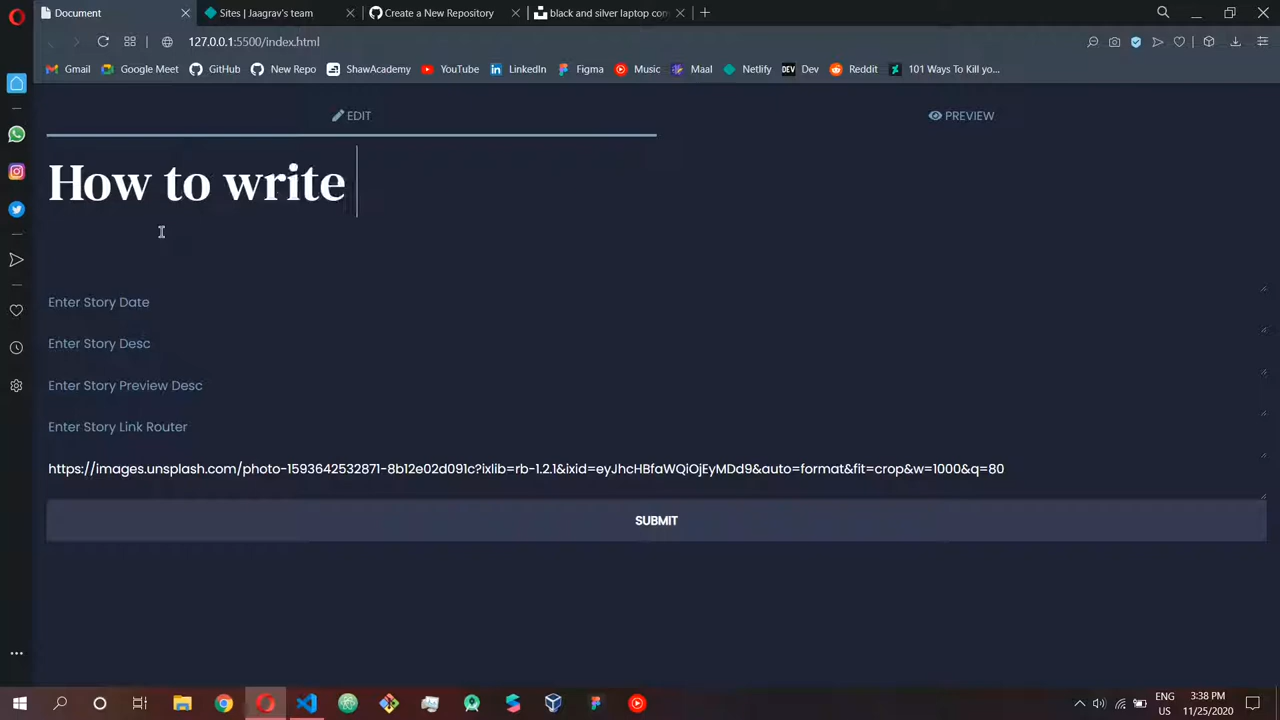 Document
Sites | Jaagrav's team
Create a New Repository
black and silver laptop com
127.0.0.1:5500/index.html
Gmail
Google Meet
GitHub
New Repo
ShawAcademy
YouTube
LinkedIn
Figma
Music
Maal
Netlify
DEV Dev
Reddit
101 Ways To Kill yo...
EDIT
PREVIEW
How to write
Enter Story Date
Enter Story Desc
Enter Story Preview Desc
Enter Story Link Router
https://images.unsplash.com/photo-1593642532871-8b12e02d091c?ixlib=rb-1.2.1&ixid=eyJhcHBfaWQiOjEyMDd9&auto=format&fit=crop&w=1000&q=80
SUBMIT
ENG
US
3:38 PM
11/25/2020